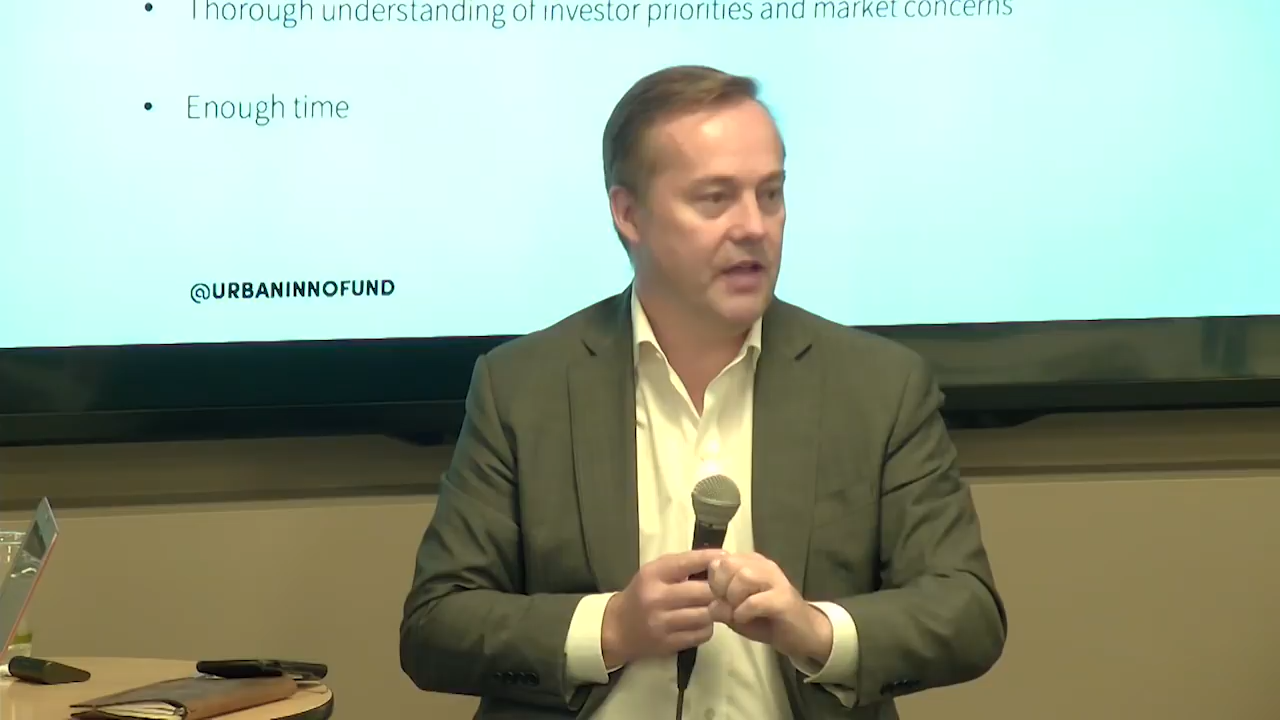 • Thorough understanding of investor priorities and market concerns
• Enough time
@URBANINNOFUND